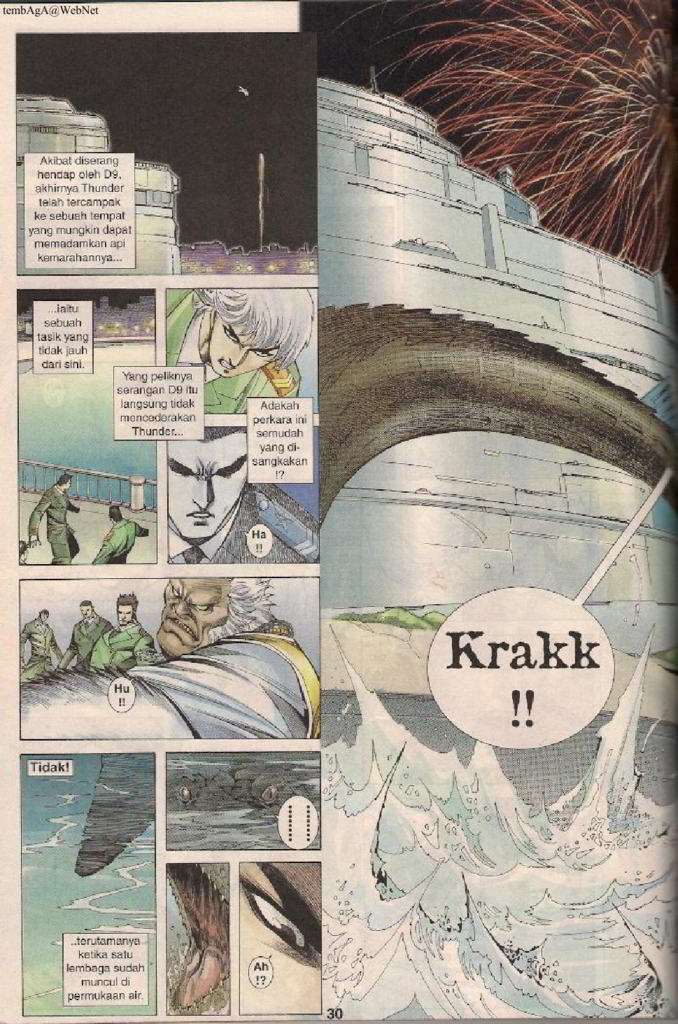 tembAgA@WebNet
Akibat diserang
hendap oleh D9,
akhirnya Thunder
telah tercampak
ke sebuah tempat
yang mungkin dapat
memadamkan api
kemarahannya...
...iaitu
sebuah
tasik yang
tidak jauh
dari sini.
Yang peliknya
serangan D9 itu
langsung tidak
mencederakan
Thunder...
Adakah
perkara ini
semudah
yang di-
sangkakan
!?
Ha
!!
Hu
!!
Krakk
!!
Tidak!
..terutamanya
ketika satu
lembaga sudah
muncul di
permukaan air.
Ah
!?
30